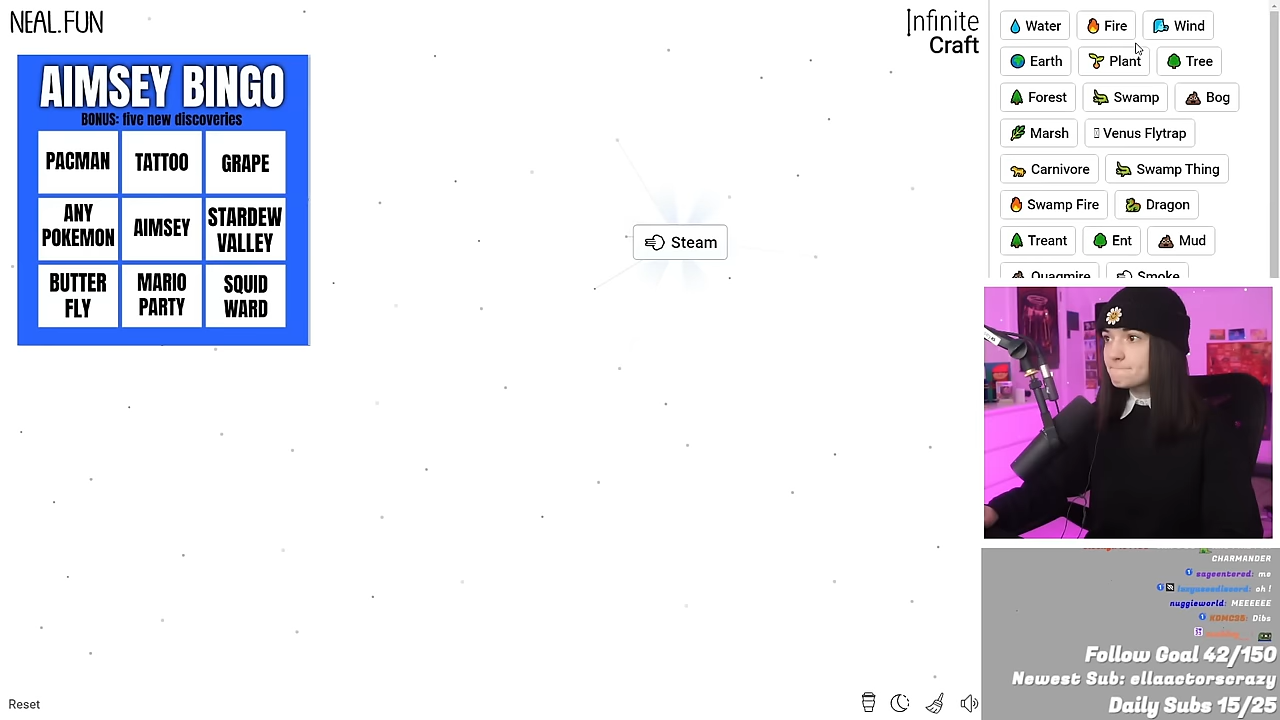 NEAL.FUN
AIMSEY BINGO
BONUS: five new discoveries
PACMAN
TATTOO
GRAPE
ANY
POKEMON
AIMSEY
STARDEW
VALLEY
BUTTER
FLY
MARIO
PARTY
SQUID
WARD
Infinite
Craft
Steam
Water
Fire
Wind
Earth
Plant
Tree
Forest
Swamp
Bog
Marsh
Venus Flytrap
Carnivore
Swamp Thing
Swamp Fire
Dragon
Treant
Ent
Mud
Quagmire
Smoke
CHARMANDER
sageentered: me
oh !
nuggieworld: MEEEEEE
KDMC26: Dibs
Follow Goal 42/150
Newest Sub: ellaactorscrazy
Daily Subs 15/25
Reset